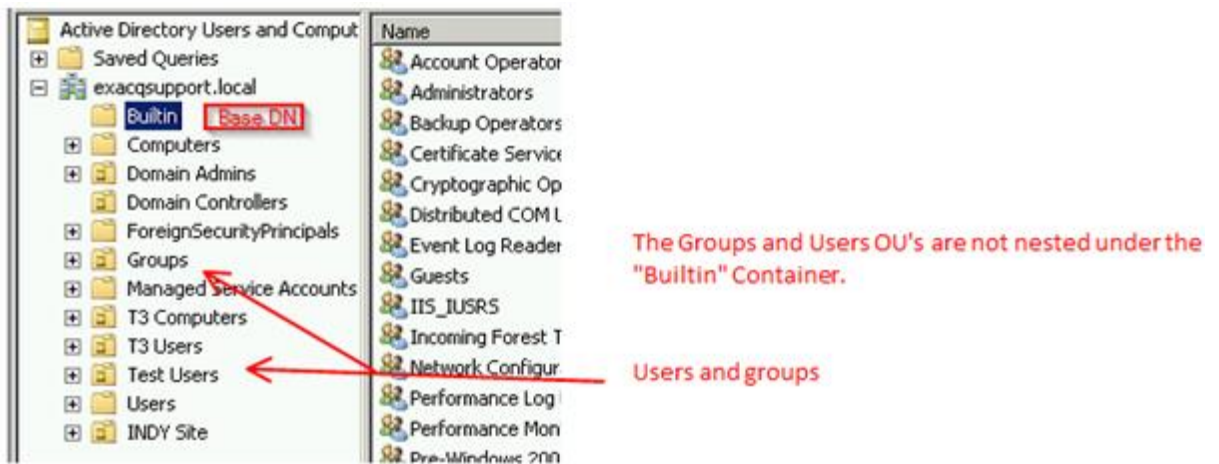 Active Directory Users and Comput
Saved Queries
exacqsupport.local
Builtin
Base DN
Computers
Domain Admins
Domain Controllers
ForeignSecurityPrincipals
Groups
Managed Service Accounts
T3 Computers
T3 Users
Test Users
Users
INDY Site
Name
Account Operator
Administrators
Backup Operators
Certificate Service
Cryptographic Op
Distributed COM U
Event Log Reader
Guests
IIS_IUSRS
Incoming Forest T
Network Configur
Performance Log
Performance Mon
Pre-Windows 200
The Groups and Users OU's are not nested under the
"Builtin" Container.
Users and groups